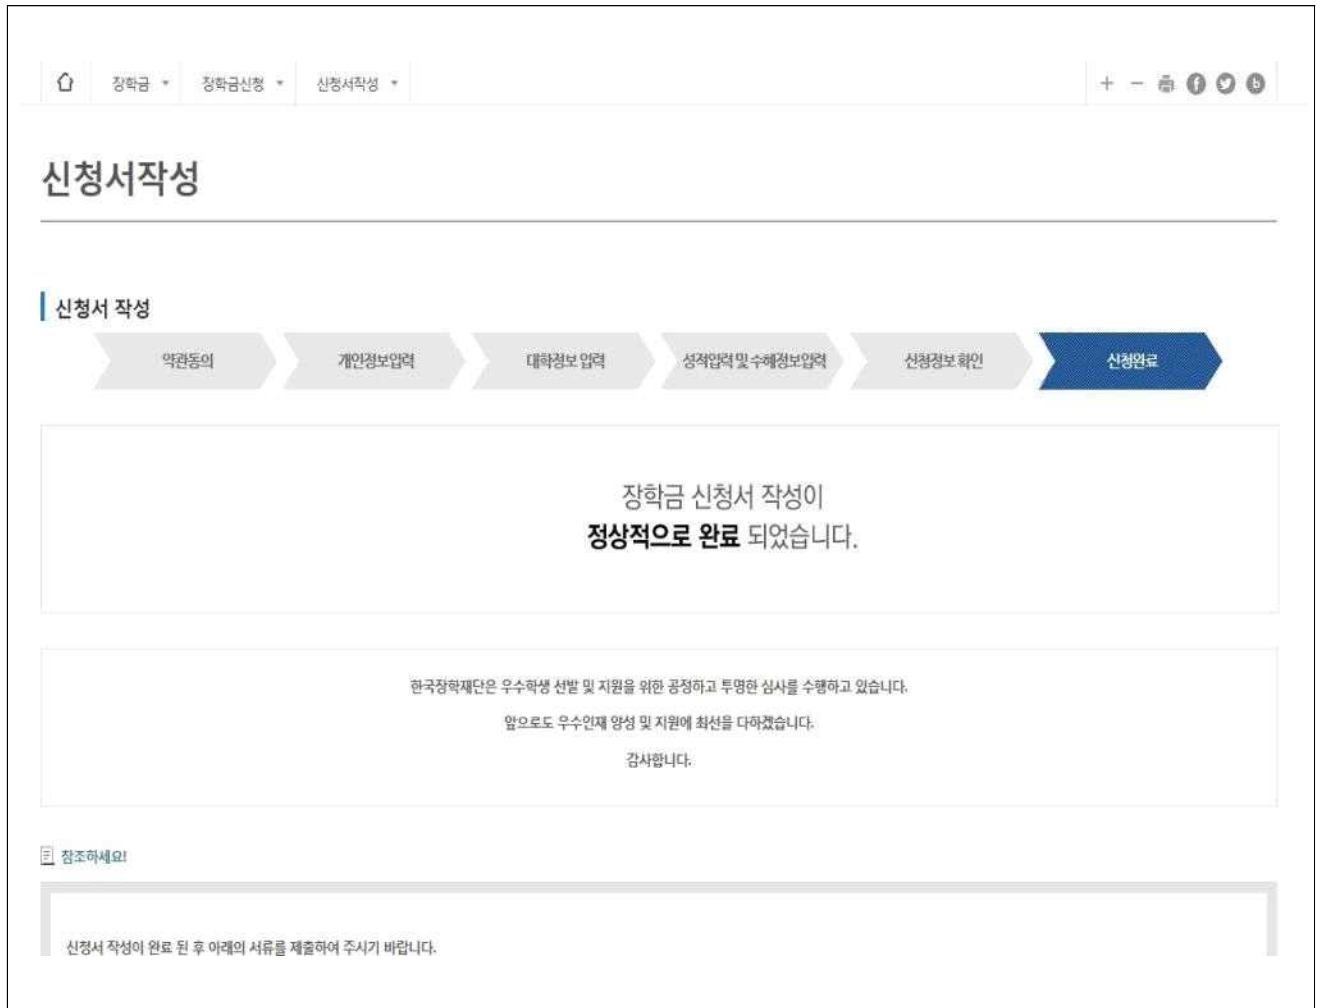 장학금
장학금신청
신청서작성
신청서작성
신청서 작성
약관동의
개인정보입력
대학정보 입력
성적입력 및 수혜정보입력
신청정보 확인
신청완료
장학금 신청서 작성이
정상적으로 완료 되었습니다.
한국장학재단은 우수학생 선발 및 지원을 위한 공정하고 투명한 심사를 수행하고 있습니다.
앞으로도 우수인재 양성 및 지원에 최선을 다하겠습니다.
감사합니다.
참조하세요!
신청서 작성이 완료 된 후 아래의 서류를 제출하여 주시기 바랍니다.